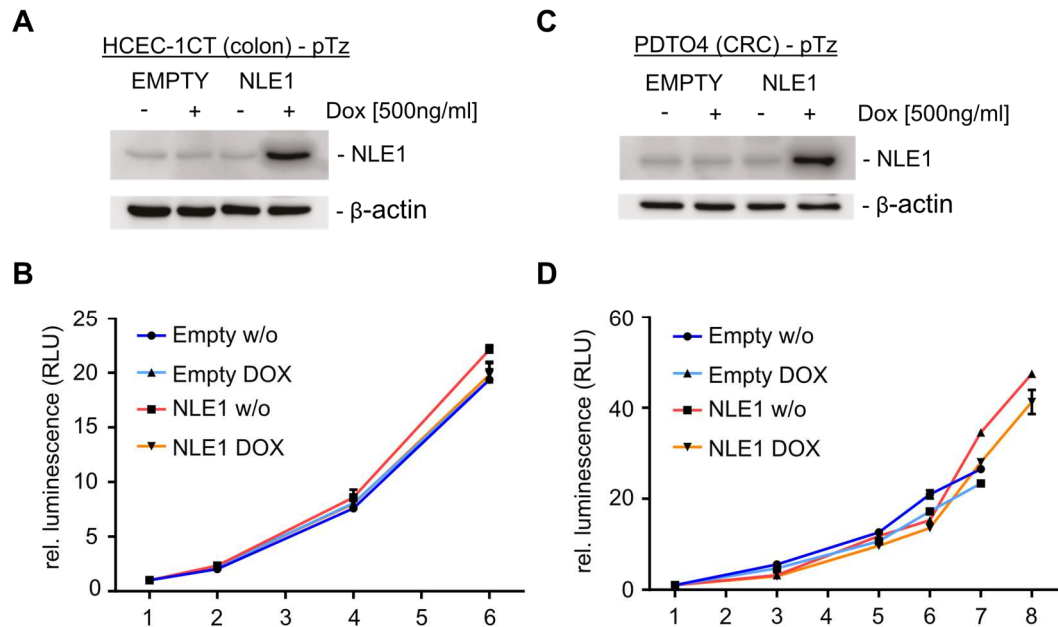 A
HCEC-1CT (colon) - pTz
EMPTY NLE1
- + - + Dox [500ng/ml]
- NLE1
- β-actin
C
PDTO4 (CRC) - pTz
EMPTY NLE1
- + - + Dox [500ng/ml]
- NLE1
- β-actin
B
rel. luminescence (RLU)
25
20
15
10
5
0
Empty w/o
Empty DOX
NLE1 w/o
NLE1 DOX
1 2 3 4 5 6
D
rel. luminescence (RLU)
60
40
20
0
Empty w/o
Empty DOX
NLE1 w/o
NLE1 DOX
1 2 3 4 5 6 7 8